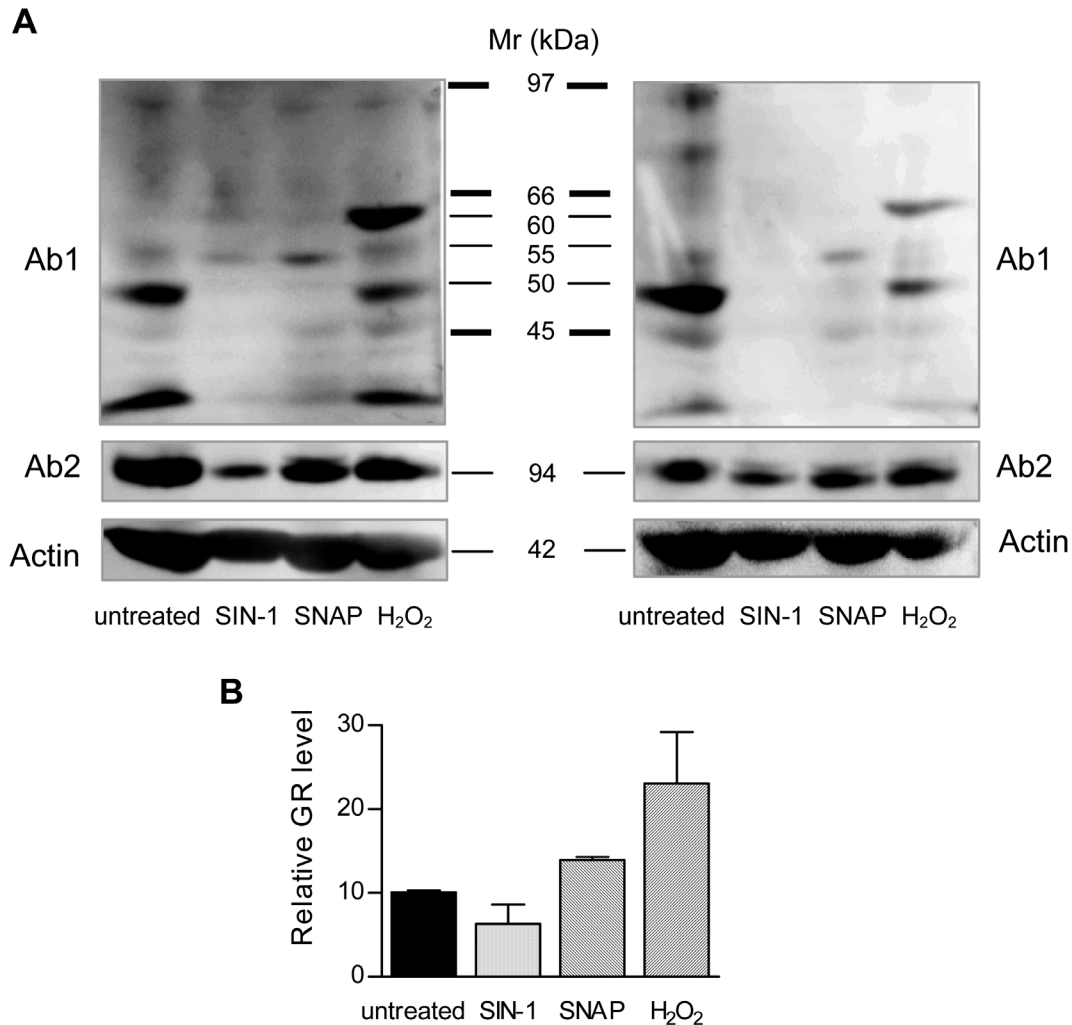 A
Mr (kDa)
97
66
60
55
50
45
Ab1
Ab1
Ab2
94
Ab2
Actin
42
Actin
untreated SIN-1 SNAP H₂O₂
untreated SIN-1 SNAP H₂O₂
B
Relative GR level
30
20
10
0
untreated SIN-1 SNAP H₂O₂